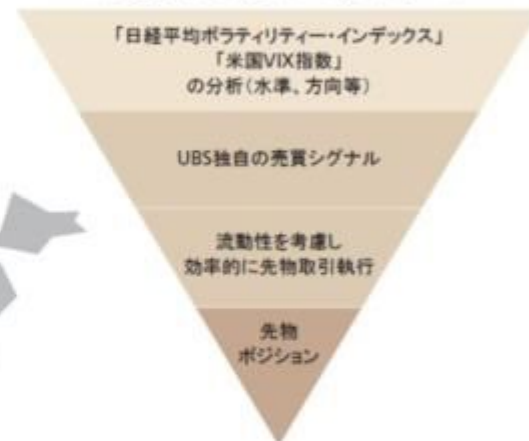 「日経平均ボラティリティー・インデックス」
「米国VIX指数」
の分析(水準、方向等)
UBS独自の売買シグナル
流動性を考慮し
効率的に先物取引執行
先物
ポジション